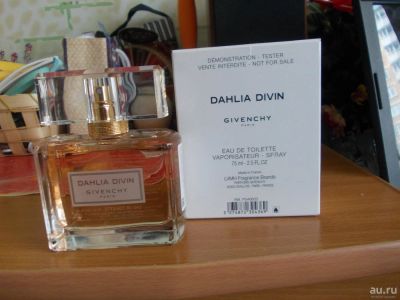 DÉMONSTRATION - TESTER
VENTE INTERDITE - NOT FOR SALE
DAHLIA DIVIN
GIVENCHY
PARIS
EAU DE TOILETTE
VAPORISATEUR - SPRAY
75 ml - 2.5 FL.OZ
Made in France
LVMH Fragrance Brands
DAHLIA DIVIN
GIVENCHY
PARIS
au.ru